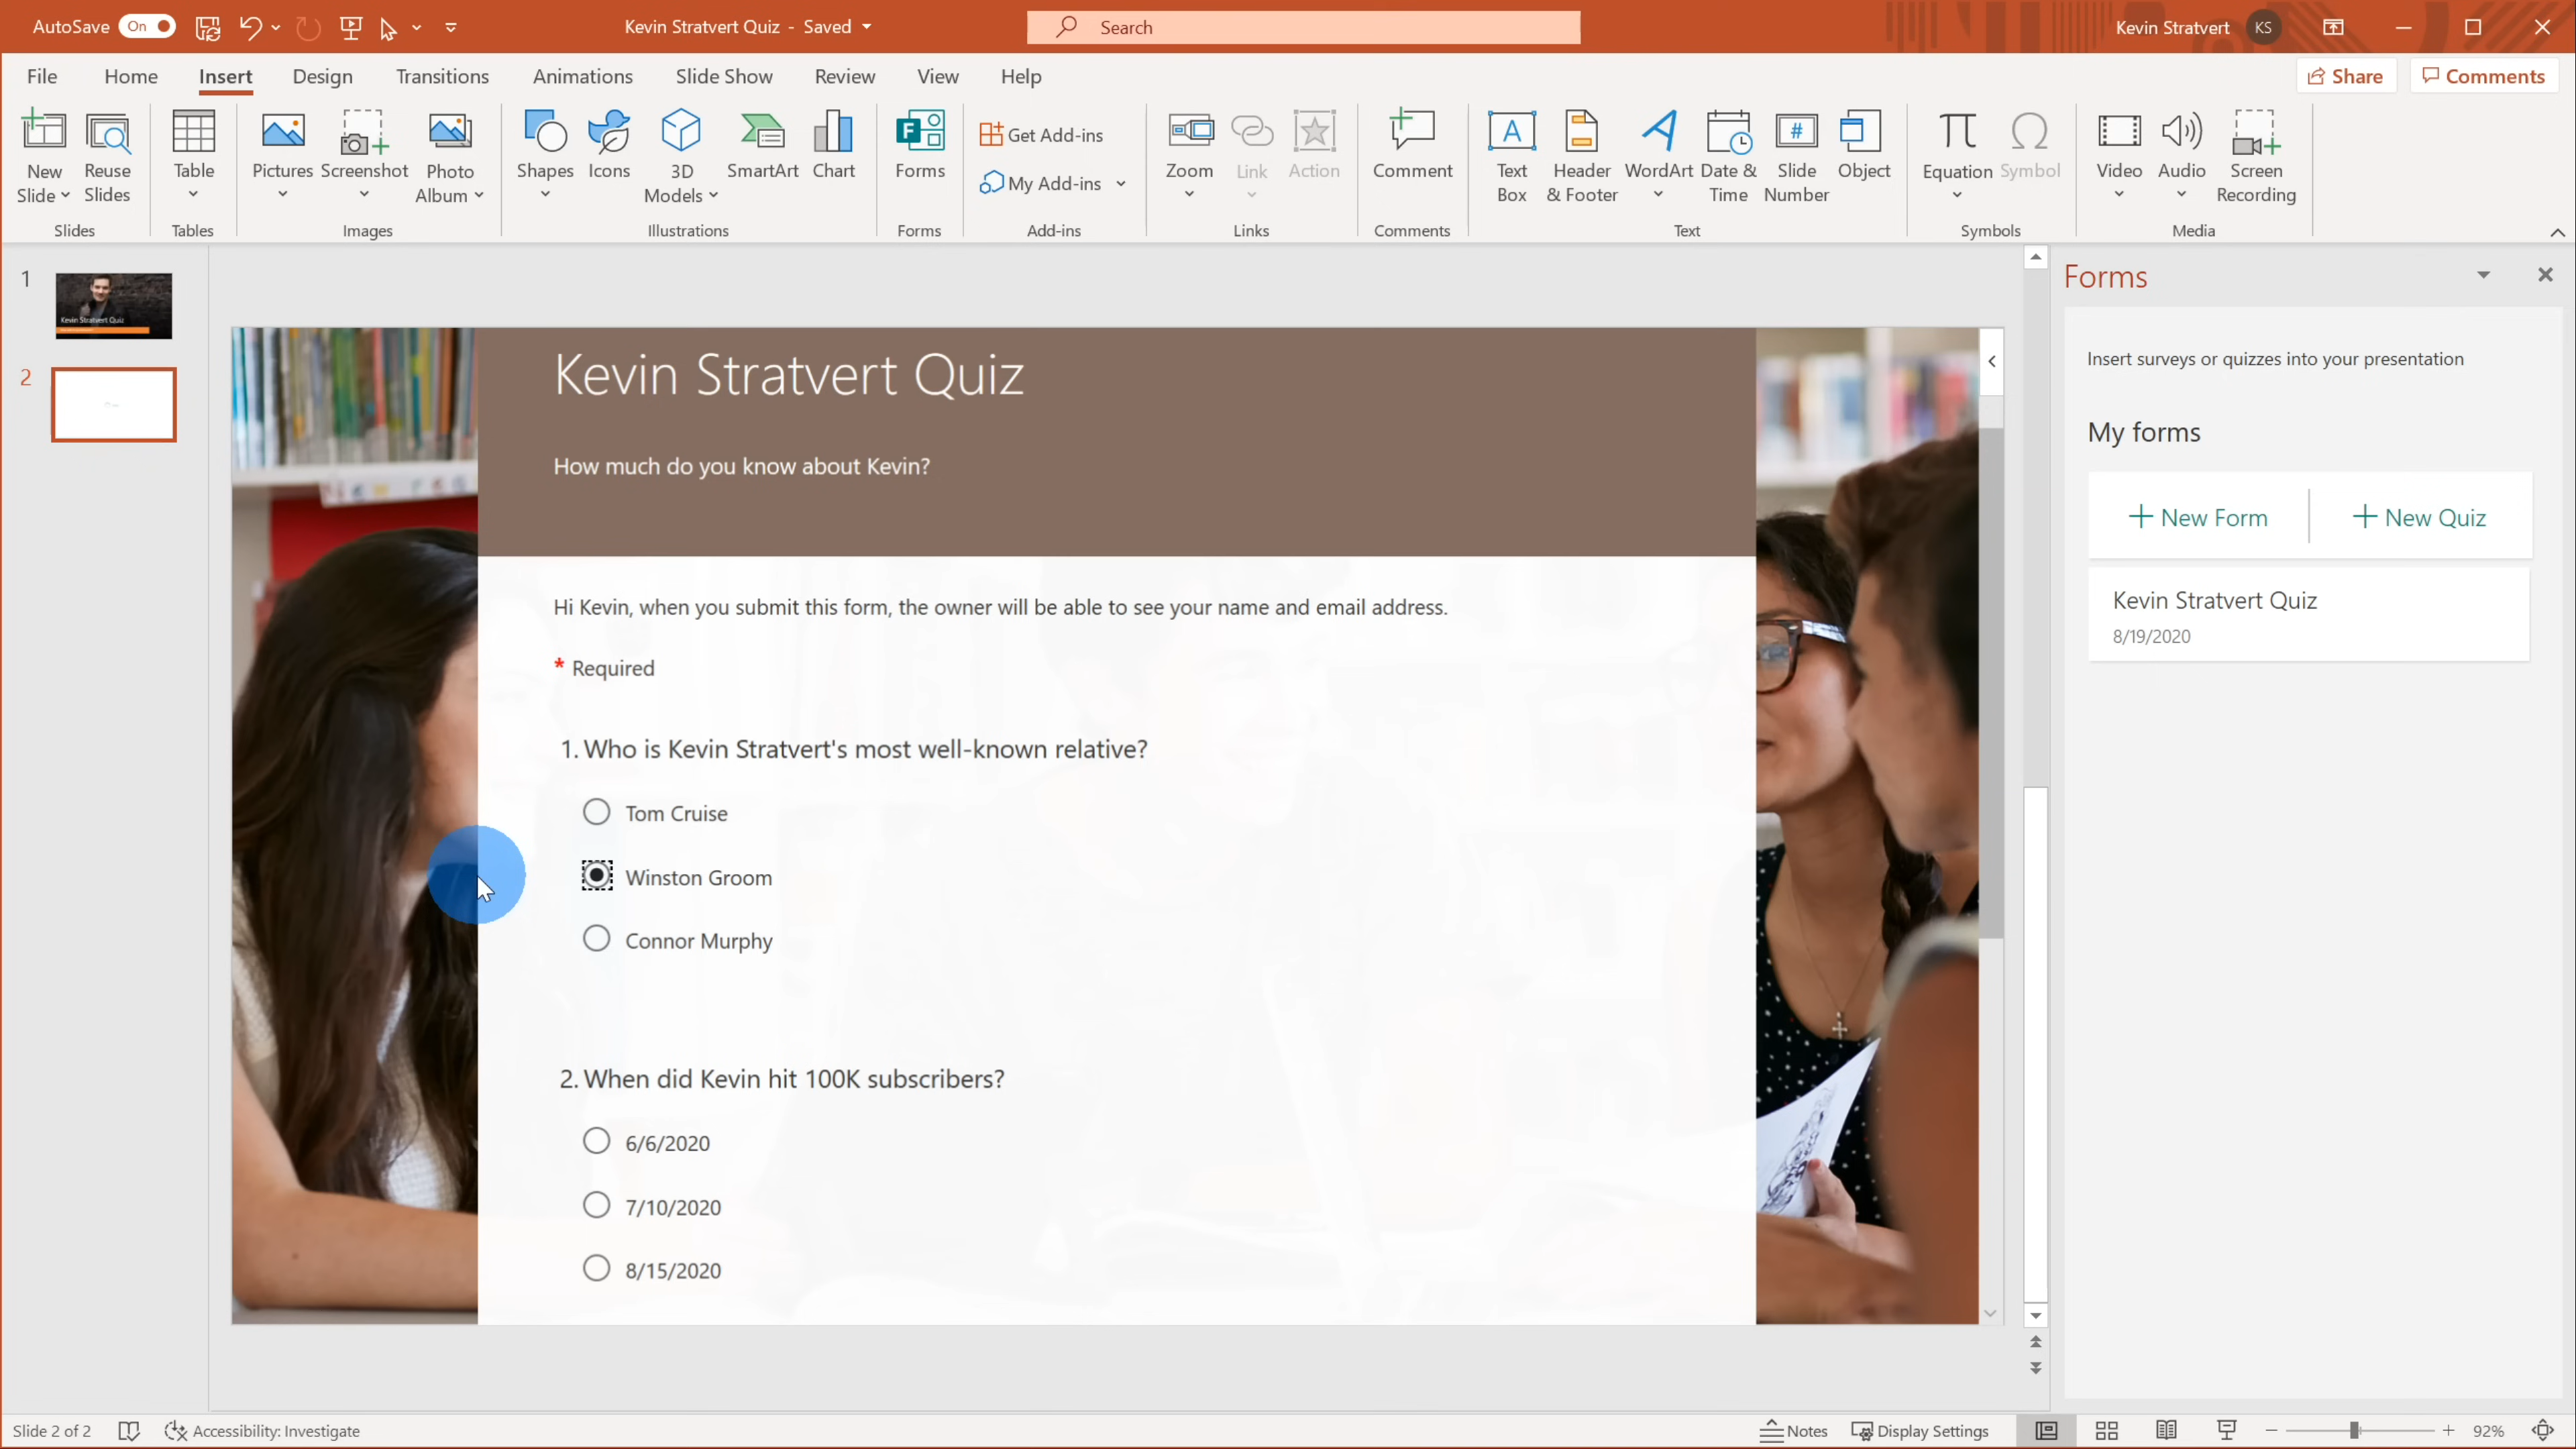 AutoSave On Kevin Stratvert Quiz - Saved Search Kevin Stratvert KS
File Home Insert Design Transitions Animations Slide Show Review View Help Share Comments
New Slide Reuse Slides Table Pictures Screenshot Photo Album Shapes Icons 3D Models SmartArt Chart Forms Get Add-ins My Add-ins Zoom Link Action Comment Text Box Header & Footer WordArt Date & Time Slide Number Object Equation Symbol Video Audio Screen Recording
Slides Tables Images Illustrations Forms Add-ins Links Comments Text Symbols Media
1
Kevin Stratvert Quiz
2
Kevin Stratvert Quiz
How much do you know about Kevin?
Hi Kevin, when you submit this form, the owner will be able to see your name and email address.
* Required
1. Who is Kevin Stratvert's most well-known relative?
Tom Cruise
Winston Groom
Connor Murphy
2. When did Kevin hit 100K subscribers?
6/6/2020
7/10/2020
8/15/2020
Forms
Insert surveys or quizzes into your presentation
My forms
New Form New Quiz
Kevin Stratvert Quiz
8/19/2020
Slide 2 of 2 Accessibility: Investigate Notes Display Settings 92%